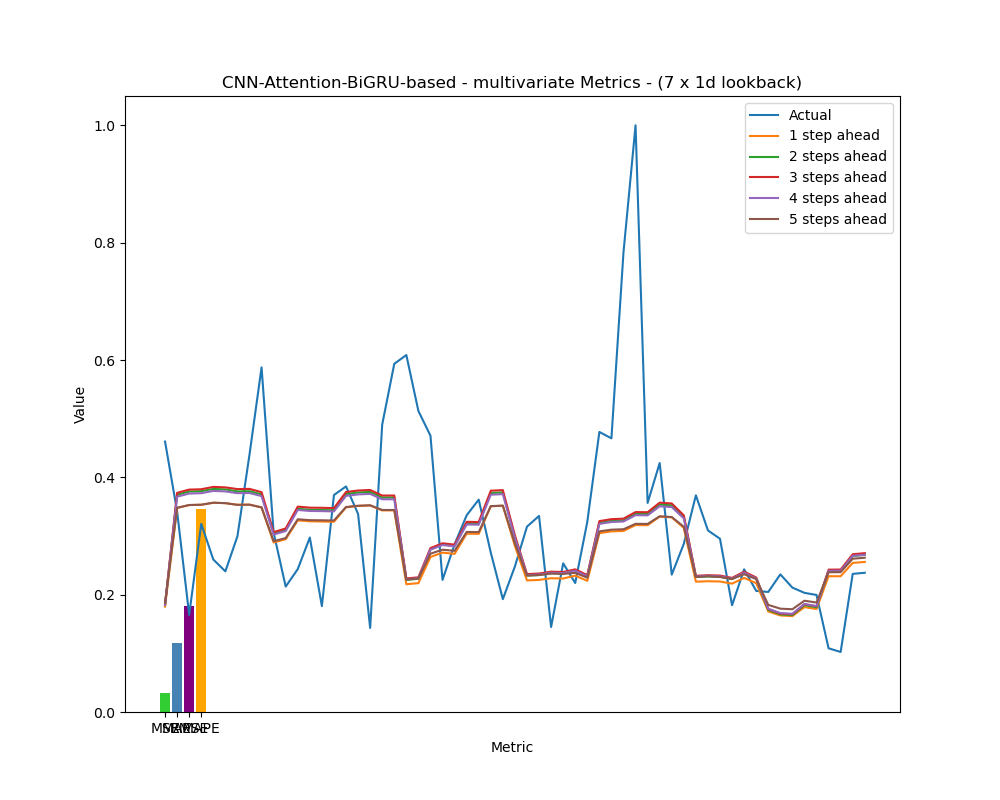 CNN-Attention-BiGRU-based - multivariate Metrics - (7 x 1d lookback)
Actual
1 step ahead
2 steps ahead
3 steps ahead
4 steps ahead
5 steps ahead
1.0
0.8
0.6
0.4
0.2
0.0
Value
Metric